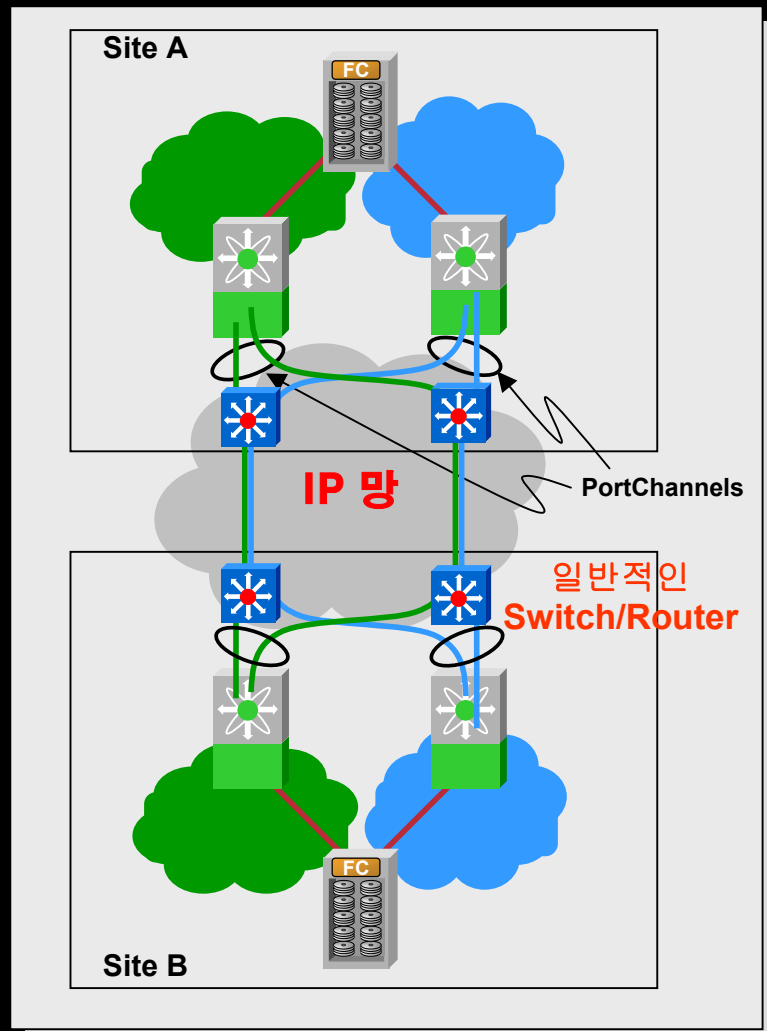 Site A
FC
IP 망
PortChannels
일반적인
Switch/Router
FC
Site B